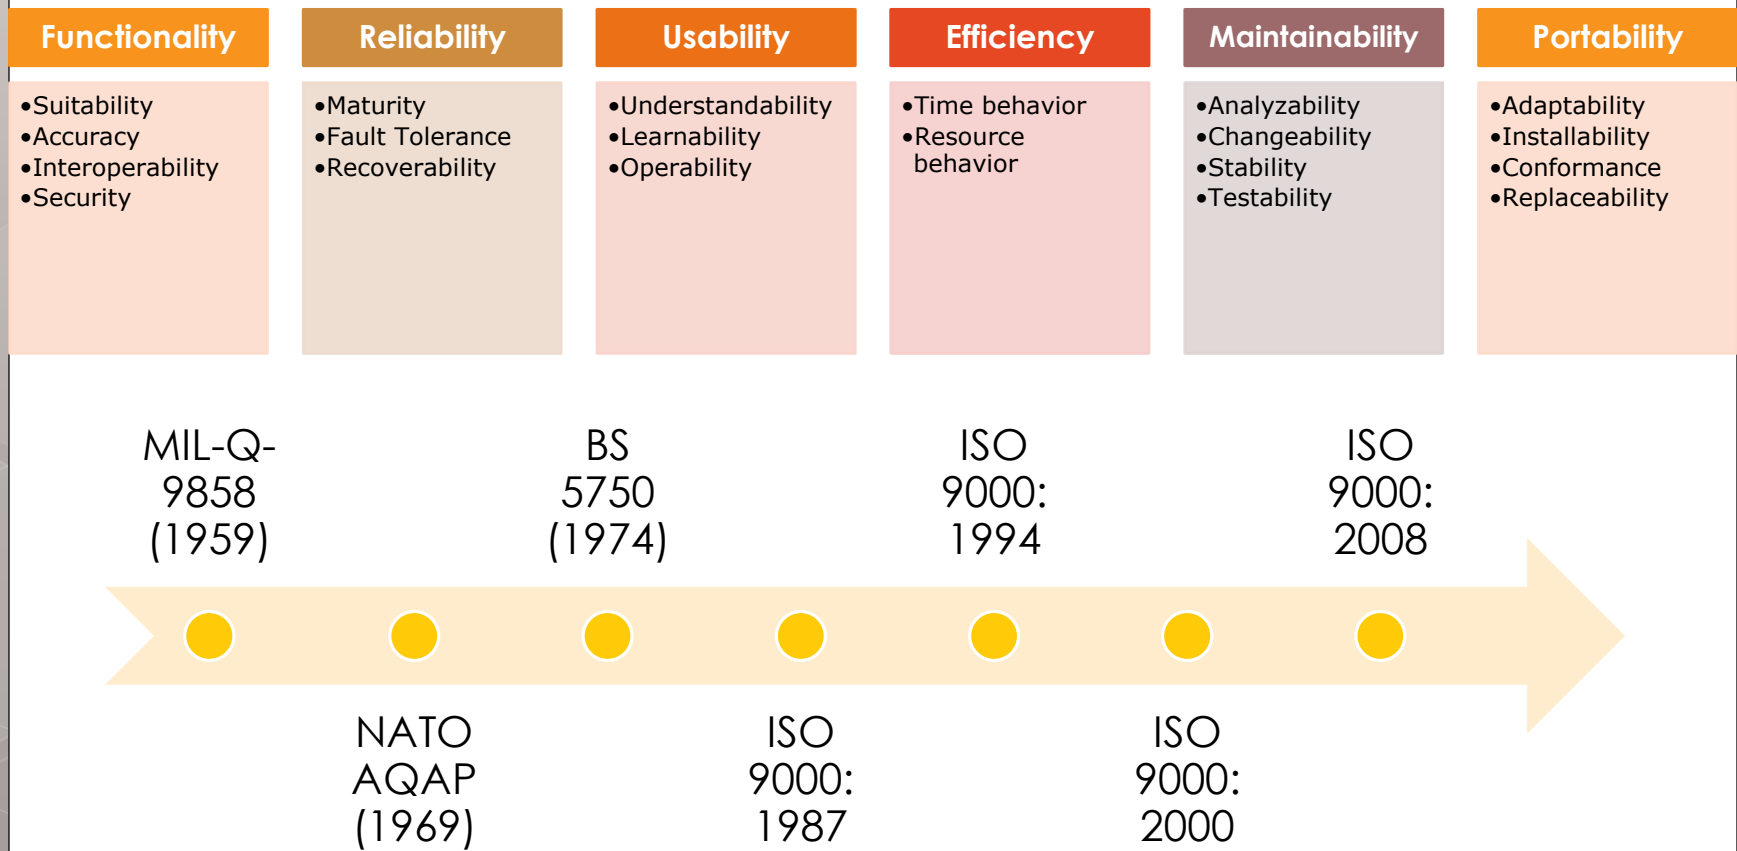 Functionality
•Suitability
•Accuracy
•Interoperability
•Security
Reliability
•Maturity
•Fault Tolerance
•Recoverability
Usability
•Understandability
•Learnability
•Operability
Efficiency
•Time behavior
•Resource
behavior
Maintainability
•Analyzability
•Changeability
•Stability
•Testability
Portability
•Adaptability
•Installability
•Conformance
•Replaceability
MIL-Q-
9858
(1959)
NATO
AQAP
(1969)
BS
5750
(1974)
ISO
9000:
1987
ISO
9000:
1994
ISO
9000:
2000
ISO
9000:
2008